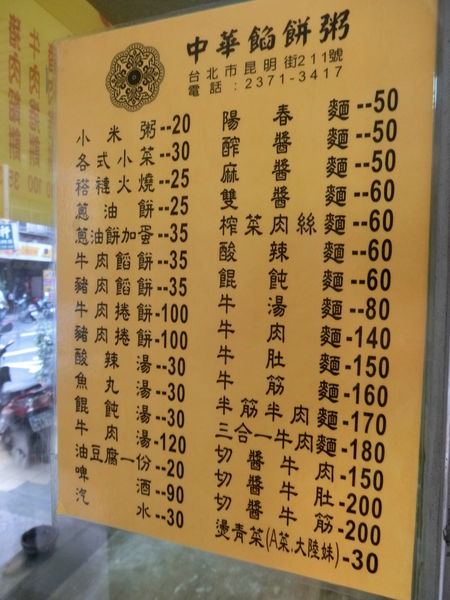 中華餡餅粥
台北市昆明街211號
電話：2371-3417
小米粥--20
各式小菜--30
褡褳火燒--25
蔥油餅--25
蔥油餅加蛋--35
牛肉餡餅--35
豬肉餡餅--35
牛肉捲餅-100
豬肉捲餅-100
酸辣湯--30
魚丸湯--30
餛飩湯--30
牛肉湯-120
油豆腐一份--20
啤酒--90
汽水--30
陽春麵--50
醡醬麵--50
麻醬麵--50
雙醬麵--60
榨菜肉絲麵--60
酸辣麵--60
餛飩麵--60
牛湯麵--80
牛肉麵-140
牛肚麵-150
牛筋麵-160
半筋半肉麵-170
三合一牛肉麵-180
切醬牛肉-150
切醬牛肚-200
切醬牛筋-200
燙青菜(A菜.大陸妹)-30